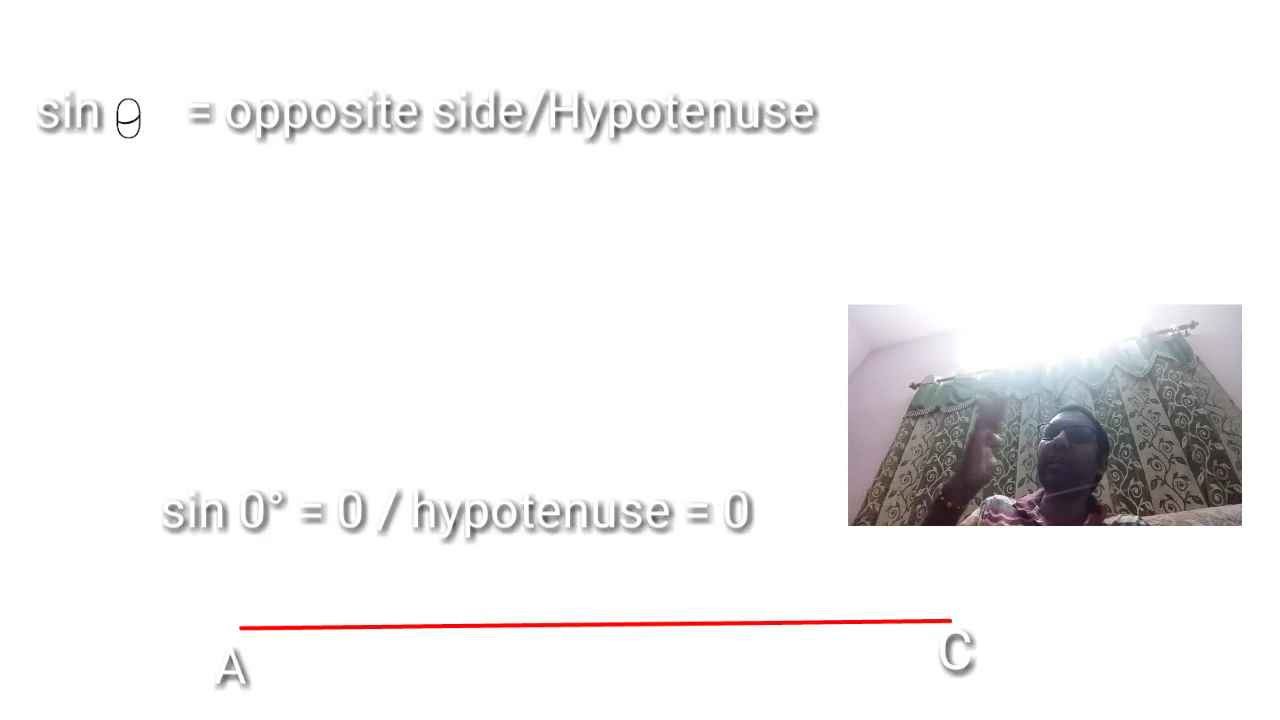 sin θ = opposite side/Hypotenuse
sin 0° = 0 / hypotenuse = 0
A
C